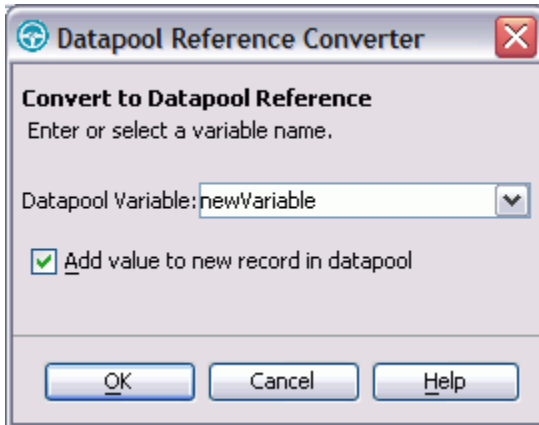 Datapool Reference Converter
Convert to Datapool Reference
Enter or select a variable name.
Datapool Variable: newVariable
Add value to new record in datapool
OK Cancel Help